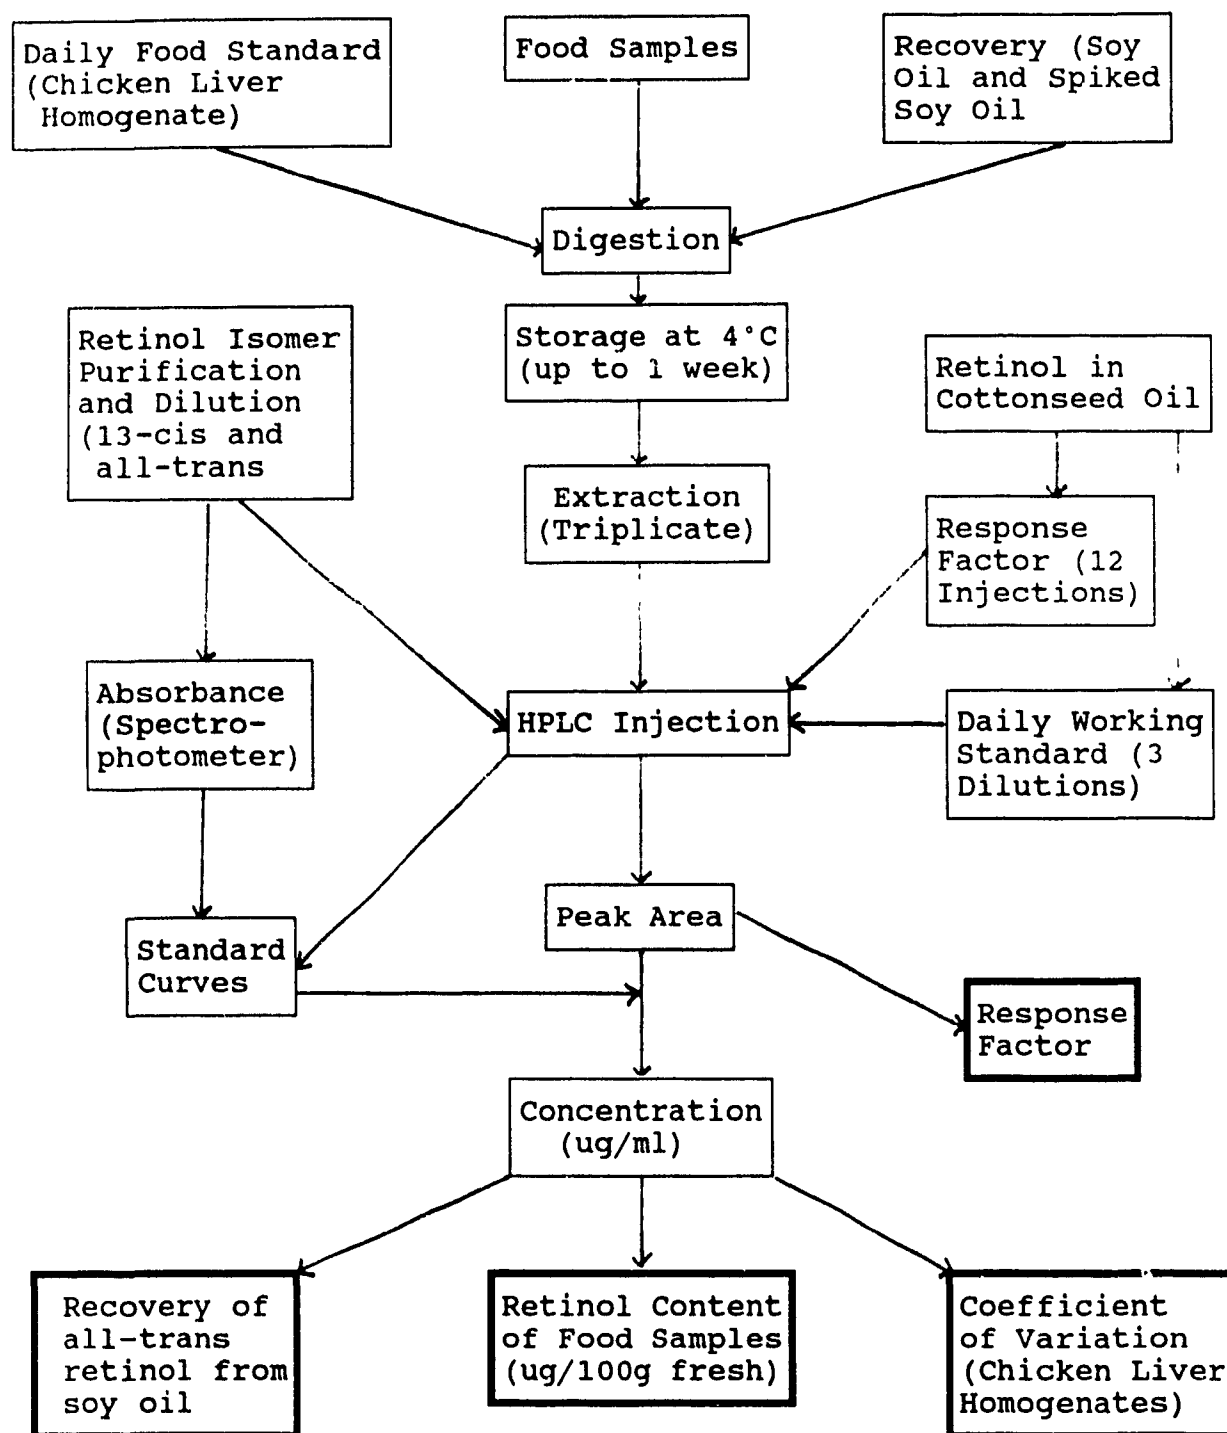 Daily Food Standard
(Chicken Liver
Homogenate)
Food Samples
Recovery (Soy
Oil and Spiked
Soy Oil
Digestion
Retinol Isomer
Purification
and Dilution
(13-cis and
all-trans
Storage at 4°C
(up to 1 week)
Retinol in
Cottonseed Oil
Extraction
(Triplicate)
Response
Factor (12
Injections)
Absorbance
(Spectro-
photometer)
HPLC Injection
Daily Working
Standard (3
Dilutions)
Standard
Curves
Peak Area
Response
Factor
Concentration
(ug/ml)
Recovery of
all-trans
retinol from
soy oil
Retinol Content
of Food Samples
(ug/100g fresh)
Coefficient
of Variation
(Chicken Liver
Homogenates)